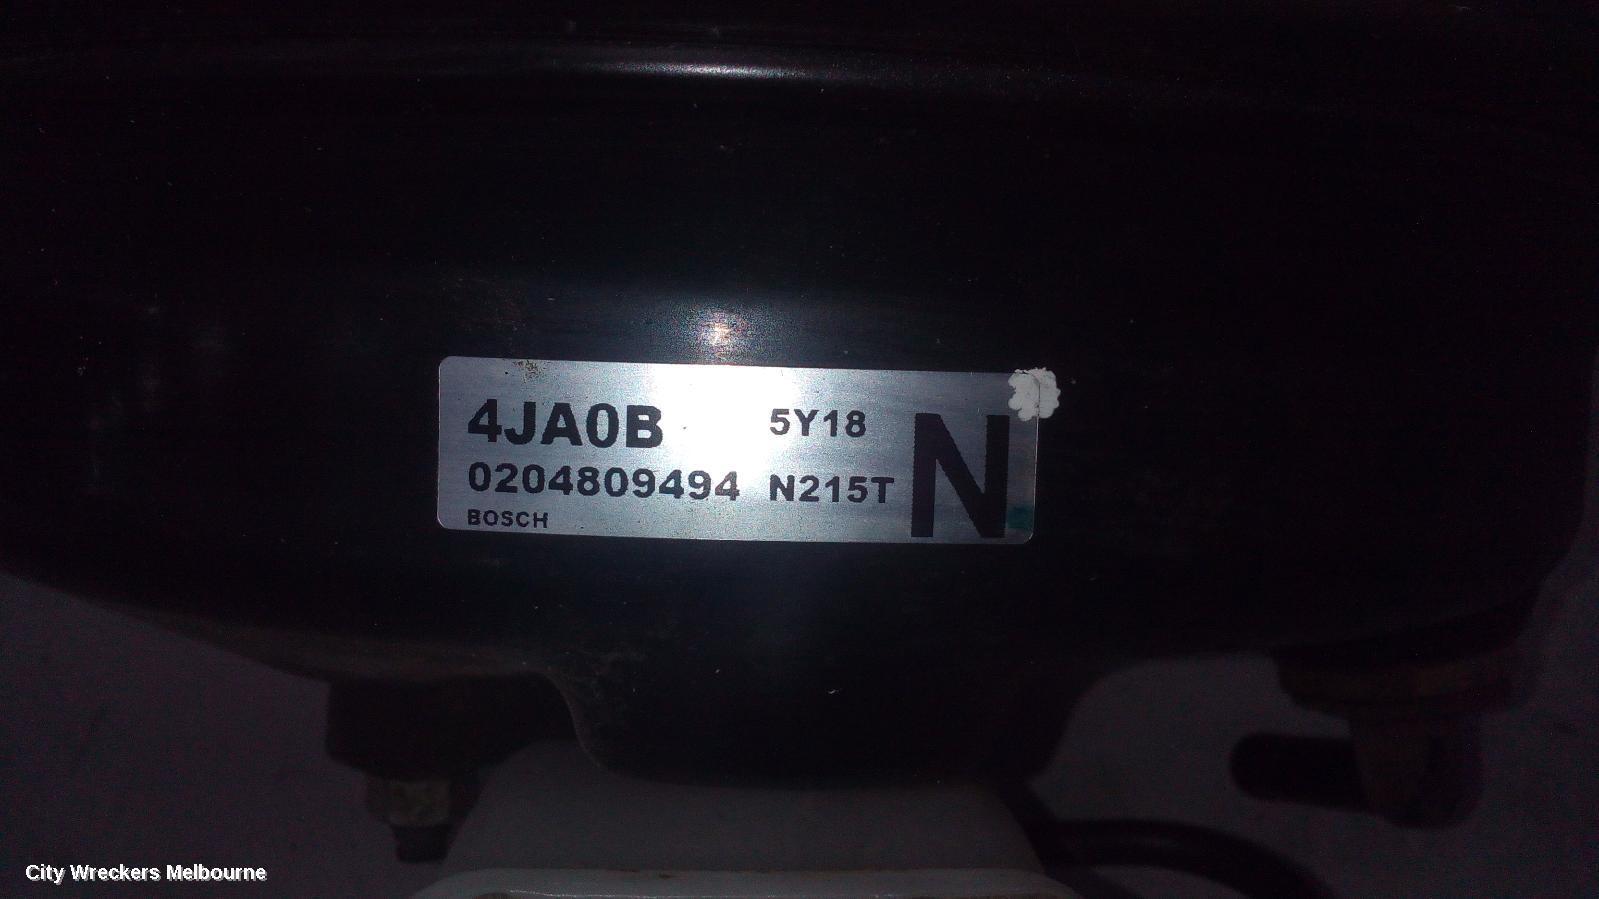 4JA0B 5Y18 N
0204809494 N215T
BOSCH
City Wreckers Melbourne